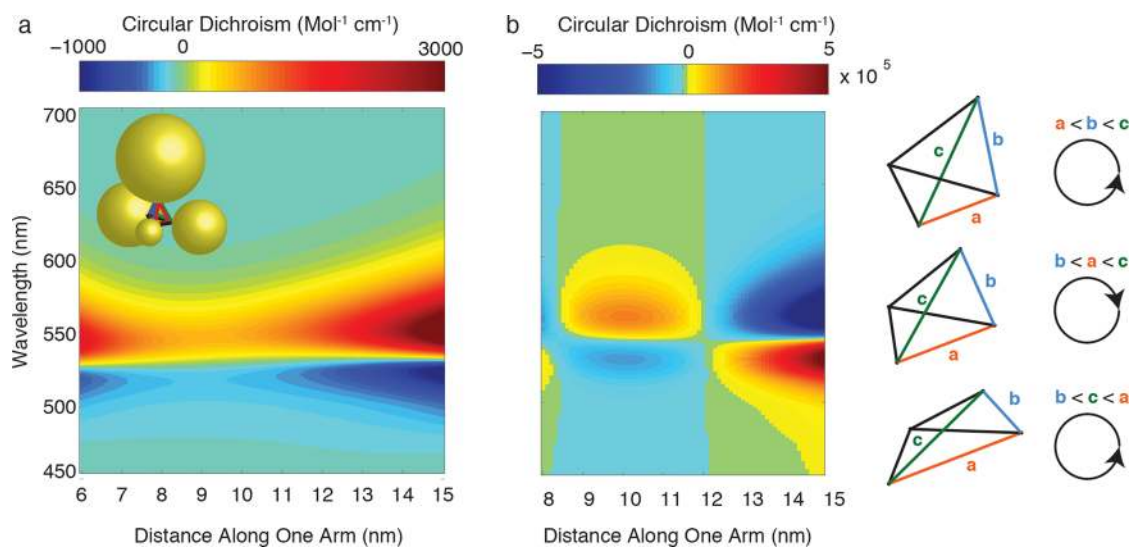 a
Circular Dichroism (Mol⁻¹ cm⁻¹)
−1000 0 3000
Wavelength (nm)
700
650
600
550
500
450
6 7 8 9 10 11 12 13 14 15
Distance Along One Arm (nm)
b
Circular Dichroism (Mol⁻¹ cm⁻¹)
−5 0 5
x 10⁵
8 9 10 11 12 13 14 15
Distance Along One Arm (nm)
c b a
a < b < c
c b a
b < a < c
c b a
b < c < a